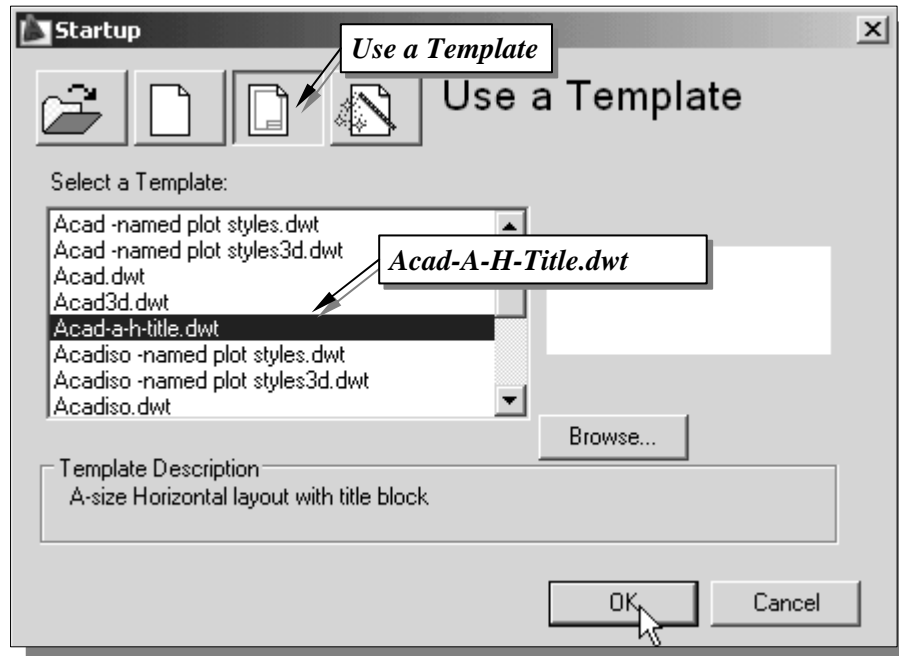 Startup
Use a Template
Use a Template
Select a Template:
Acad -named plot styles.dwt
Acad -named plot styles3d.dwt
Acad.dwt
Acad3d.dwt
Acad-a-h-title.dwt
Acadiso -named plot styles.dwt
Acadiso -named plot styles3d.dwt
Acadiso.dwt
Acad-A-H-Title.dwt
Browse...
Template Description
A-size Horizontal layout with title block
OK
Cancel